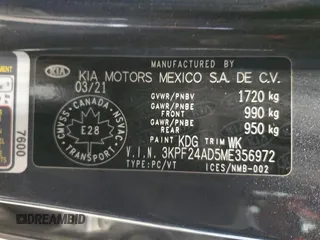 MANUFACTURED BY
KIA KIA MOTORS MEXICO S.A. DE C.V.
03/21
GVWR/PNBV 1720 kg
GAWR/PNBE FRONT 990 kg
GAWR/PNBE REAR 950 kg
CANADA
CMVSS NSVAC
E28
TRANSPORT
PAINT KDG TRIM WK
V.I.N. 3KPF24AD5ME356972
TYPE: PC/VT ICES/NMB-002
7600
DREAMBID